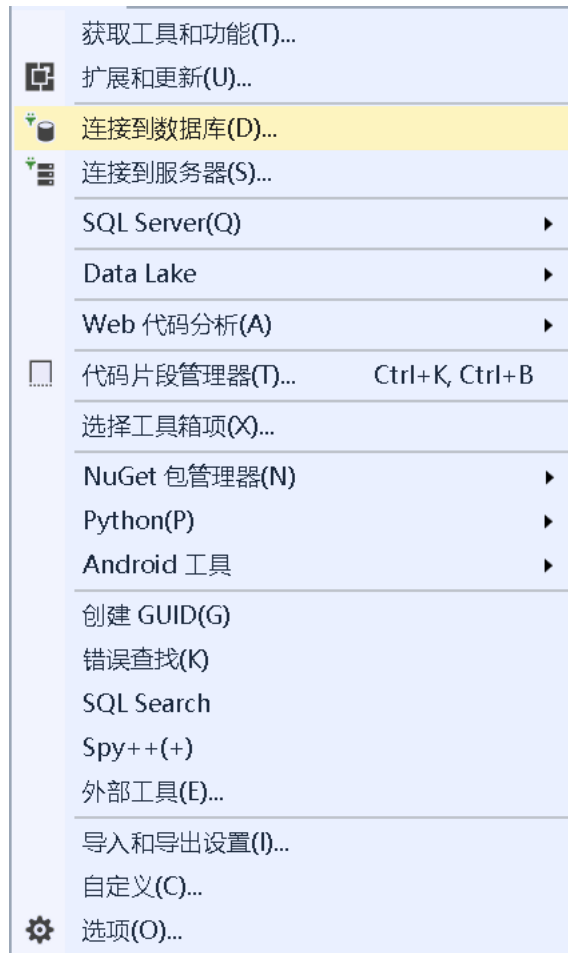 获取工具和功能(T)...
扩展和更新(U)...
连接到数据库(D)...
连接到服务器(S)...
SQL Server(Q)
Data Lake
Web 代码分析(A)
代码片段管理器(T)... Ctrl+K, Ctrl+B
选择工具箱项(X)...
NuGet 包管理器(N)
Python(P)
Android 工具
创建 GUID(G)
错误查找(K)
SQL Search
Spy++(+)
外部工具(E)...
导入和导出设置(I)...
自定义(C)...
选项(O)...